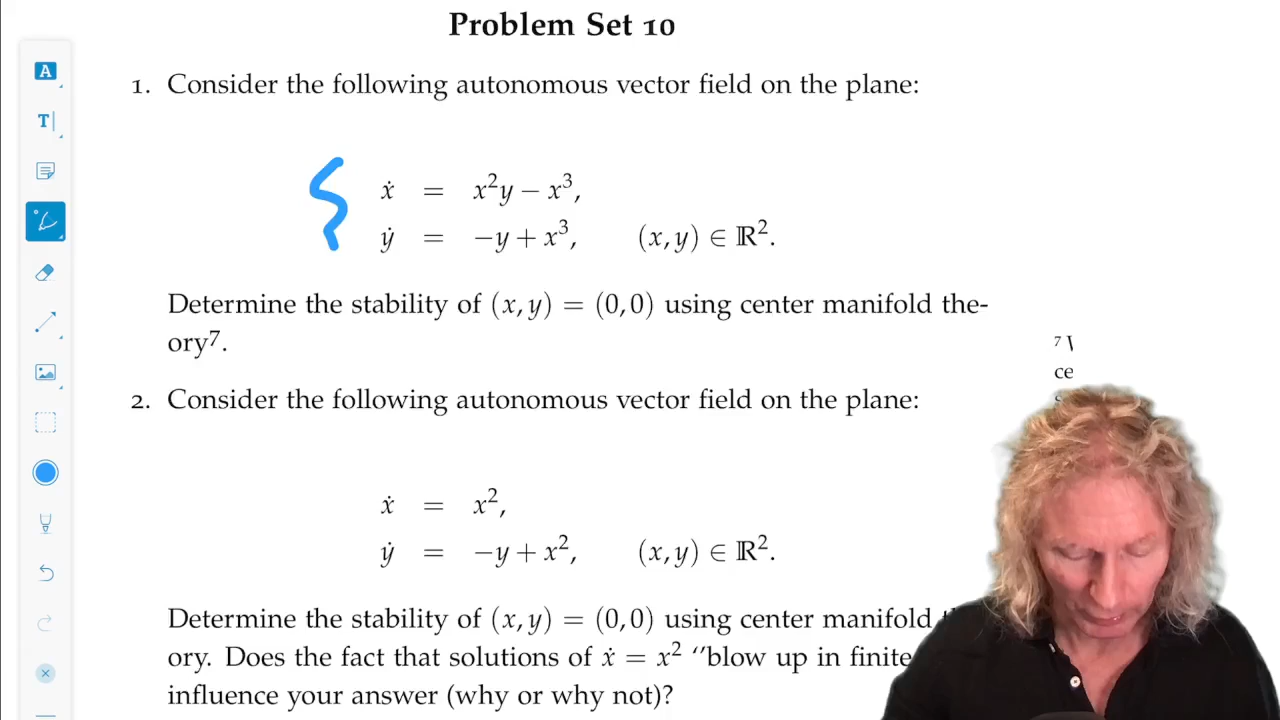 Problem Set 10
1. Consider the following autonomous vector field on the plane:
ẋ = x²y − x³,
ẏ = −y + x³, (x, y) ∈ ℝ².
Determine the stability of (x, y) = (0, 0) using center manifold the-
ory⁷.
⁷
ce
2. Consider the following autonomous vector field on the plane:
ẋ = x²,
ẏ = −y + x², (x, y) ∈ ℝ².
Determine the stability of (x, y) = (0, 0) using center manifold
ory. Does the fact that solutions of ẋ = x² ‘‘blow up in finite
influence your answer (why or why not)?
A
T